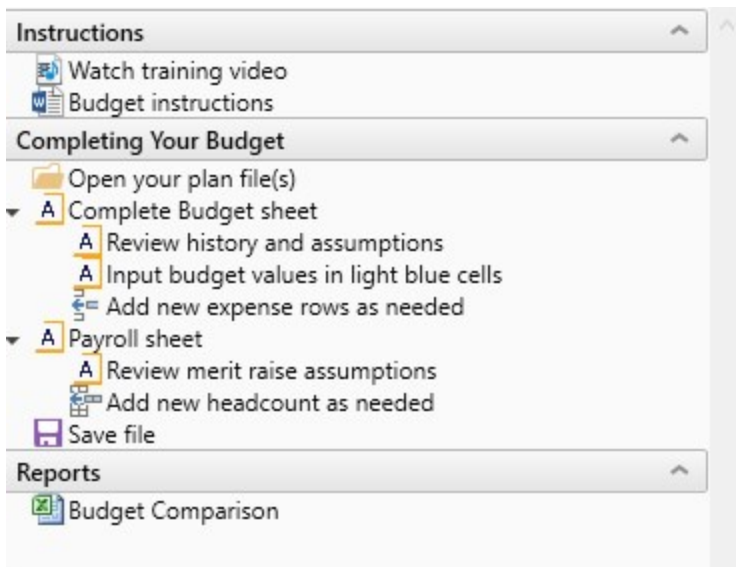 Instructions
Watch training video
Budget instructions
Completing Your Budget
Open your plan file(s)
Complete Budget sheet
Review history and assumptions
Input budget values in light blue cells
Add new expense rows as needed
Payroll sheet
Review merit raise assumptions
Add new headcount as needed
Save file
Reports
Budget Comparison